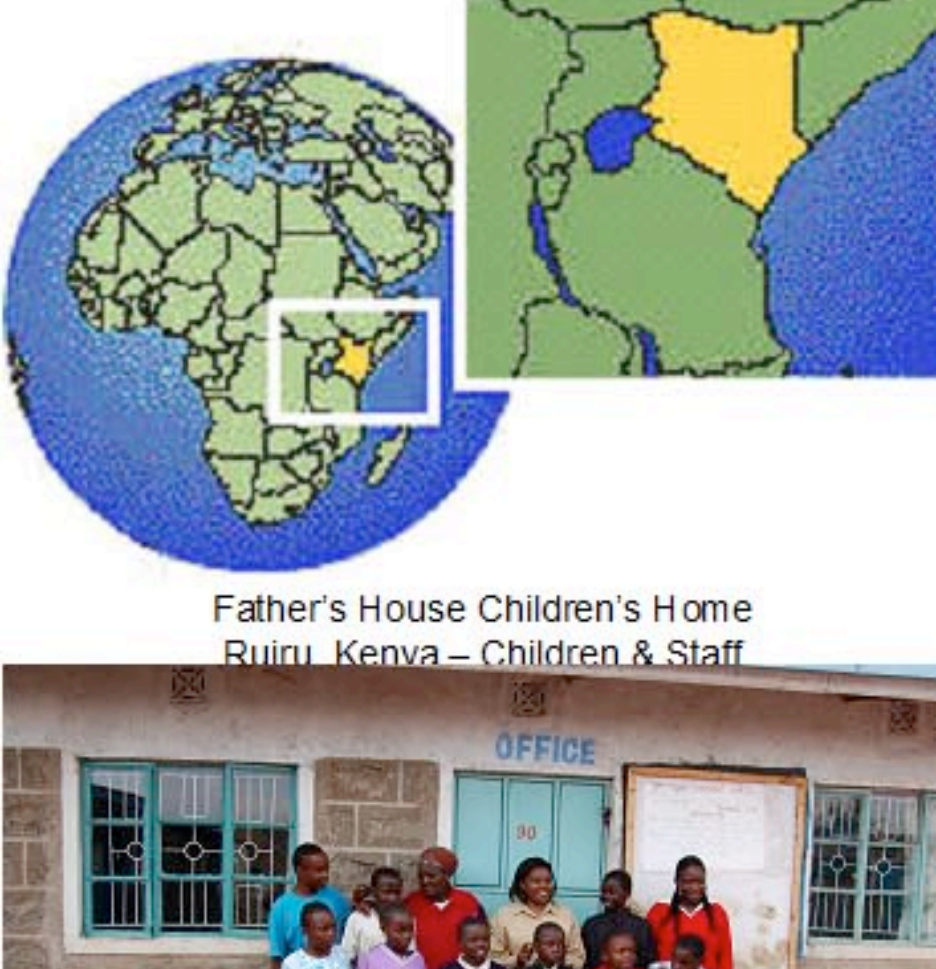 Father's House Children's Home
Ruiru, Kenya – Children & Staff
OFFICE
90